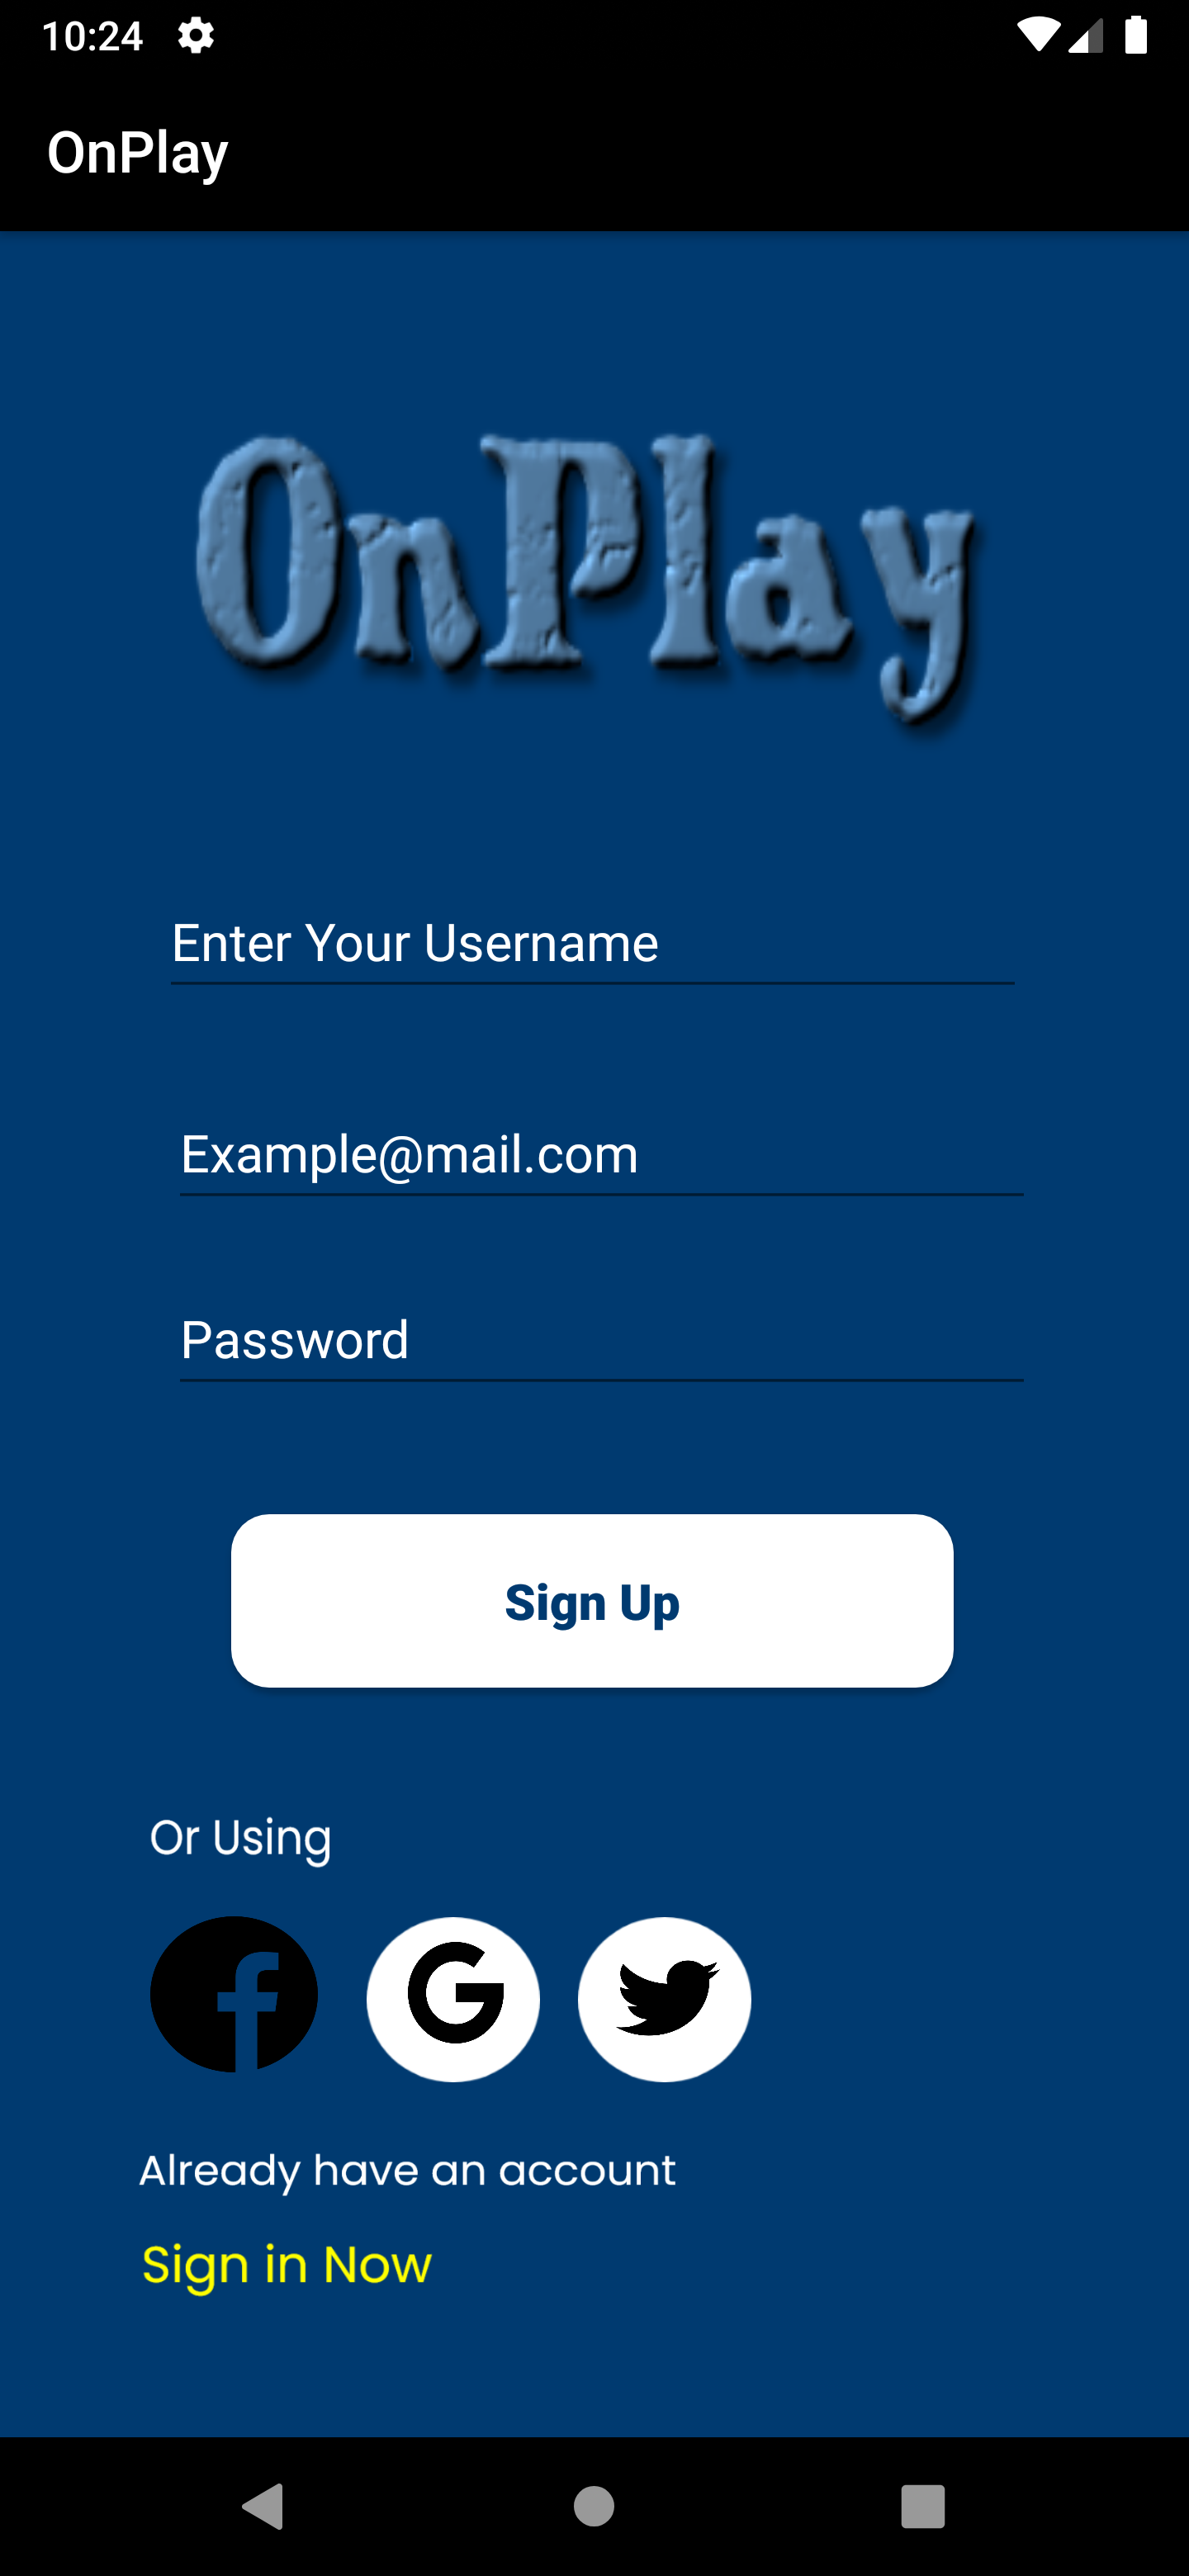 10:24
OnPlay
OnPlay
Enter Your Username
Example@mail.com
Password
Sign Up
Or Using
Already have an account
Sign in Now